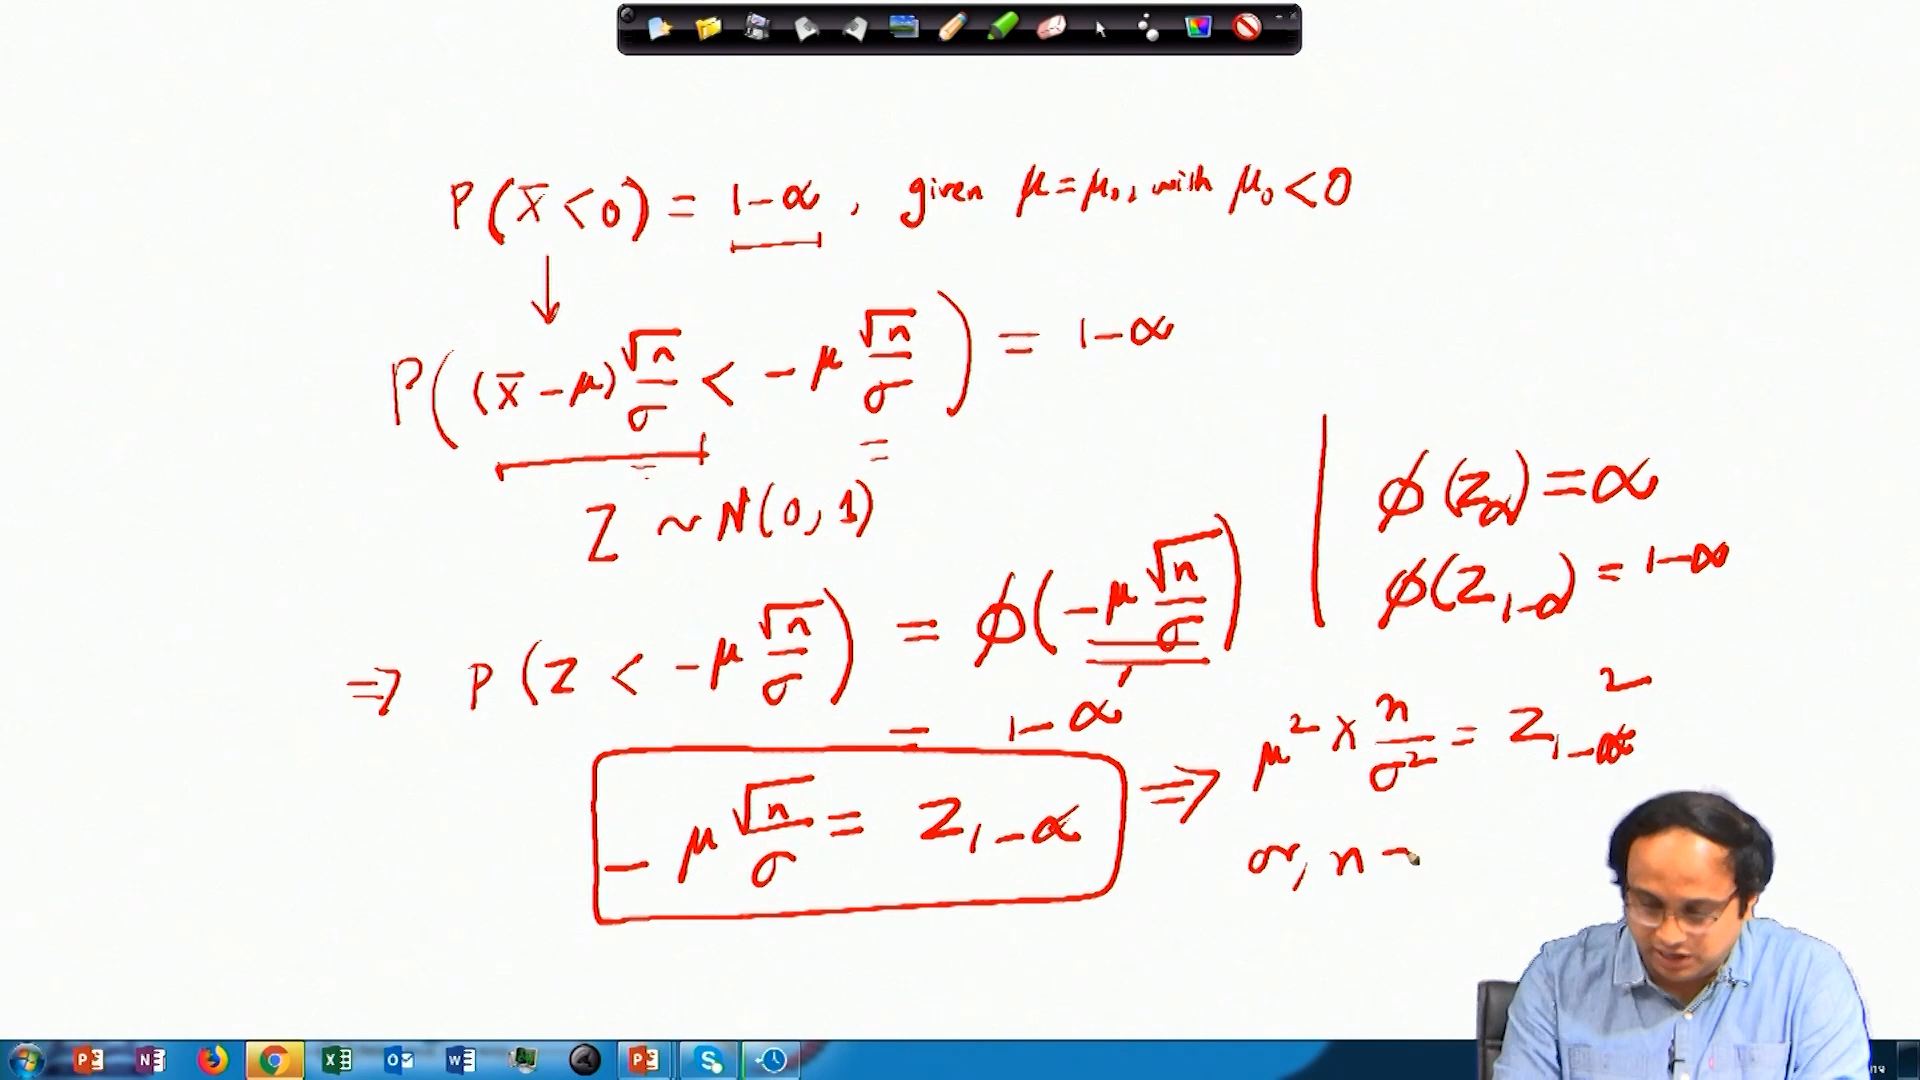 P(X̄ < 0) = 1-α , given μ = μ₀, with μ₀ < 0
↓
P((X̄ - μ) √n/σ < - μ √n/σ) = 1-α
Z ~ N(0, 1)
φ(Z_α) = α
φ(Z_{1-α}) = 1-α
=> P(Z < -μ √n/σ) = φ(-μ √n/σ)
= 1-α
- μ √n/σ = Z_{1-α} => μ² × n/σ² = Z²_{1-α}
or, n